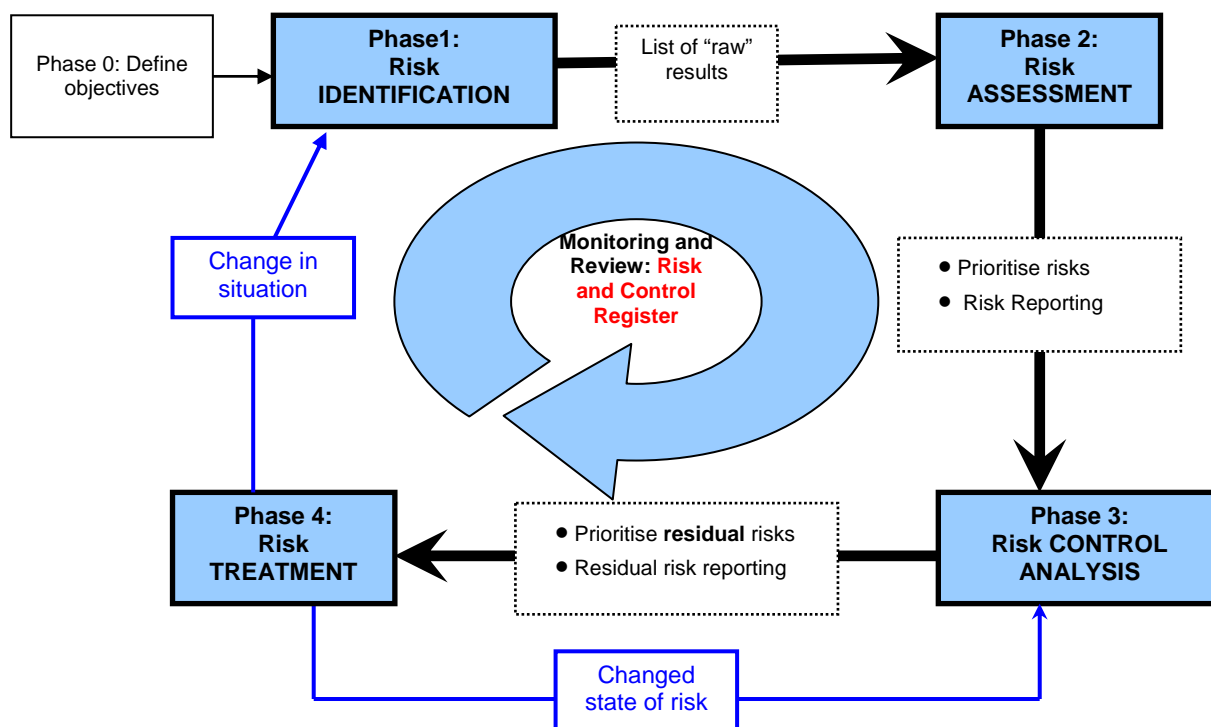 Phase 0: Define
objectives
Phase1:
Risk
IDENTIFICATION
List of “raw”
results
Phase 2:
Risk
ASSESSMENT
Change in
situation
Monitoring and
Review: Risk
and Control
Register
● Prioritise risks
● Risk Reporting
Phase 4:
Risk
TREATMENT
● Prioritise residual risks
● Residual risk reporting
Phase 3:
Risk CONTROL
ANALYSIS
Changed
state of risk